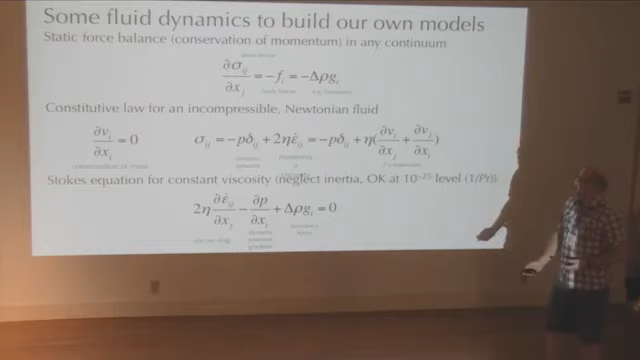 Some fluid dynamics to build our own models
Static force balance (conservation of momentum) in any continuum
∂σ_ij/∂x_j = −f_i = −Δρg_i
Constitutive law for an incompressible, Newtonian fluid
∂v_i/∂x_i = 0    σ_ij = −pδ_ij + 2ηε̇_ij = −pδ_ij + η(∂v_i/∂x_j + ∂v_j/∂x_i)
Stokes equation for constant viscosity (neglect inertia, OK at 10⁻²⁵ level (1/Pr))
2η ∂ε̇_ij/∂x_j − ∂p/∂x_i + Δρg_i = 0